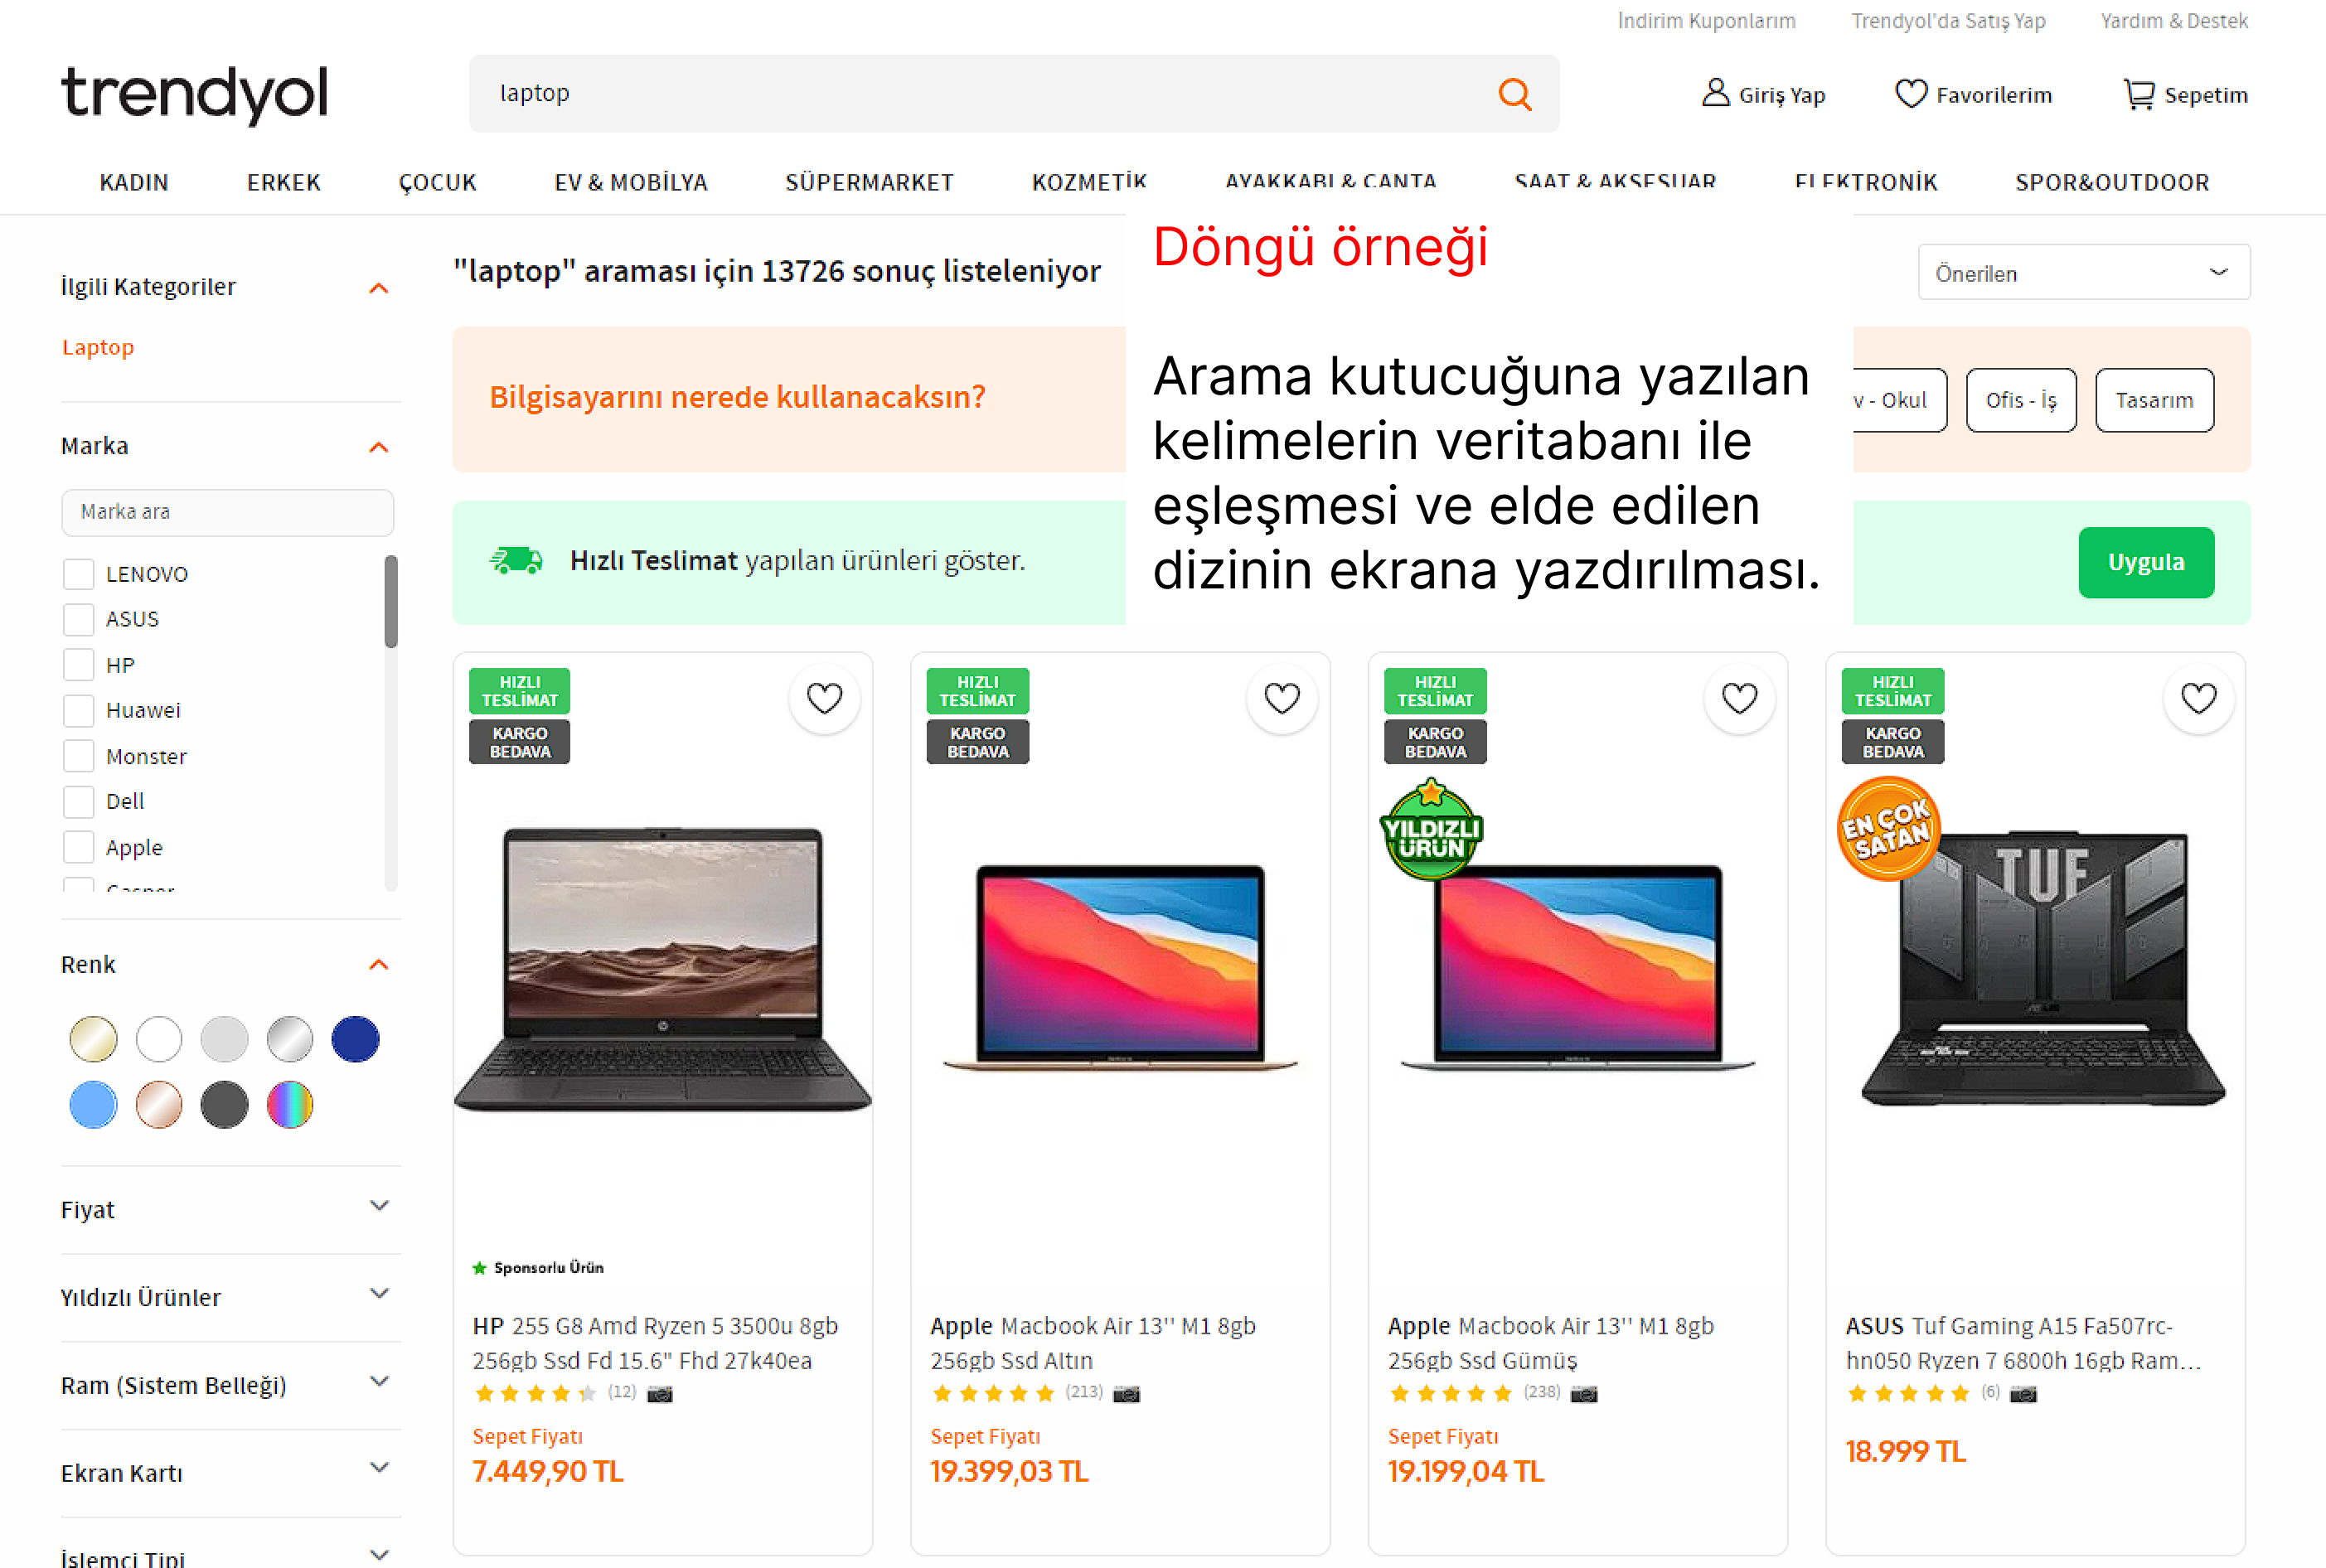 İndirim Kuponlarım Trendyol'da Satış Yap Yardım & Destek
trendyol
laptop
Giriş Yap Favorilerim Sepetim
KADIN ERKEK ÇOCUK EV & MOBİLYA SÜPERMARKET KOZMETİK AYAKKABI & ÇANTA SAAT & AKSESUAR ELEKTRONİK SPOR&OUTDOOR
Döngü örneği
Arama kutucuğuna yazılan
kelimelerin veritabanı ile
eşleşmesi ve elde edilen
dizinin ekrana yazdırılması.
"laptop" araması için 13726 sonuç listeleniyor
Önerilen
Bilgisayarını nerede kullanacaksın?
v - Okul Ofis - İş Tasarım
Hızlı Teslimat yapılan ürünleri göster.
Uygula
İlgili Kategoriler
Laptop
Marka
Marka ara
LENOVO
ASUS
HP
Huawei
Monster
Dell
Apple
Casper
Renk
Fiyat
Yıldızlı Ürünler
Ram (Sistem Belleği)
Ekran Kartı
İşlemci Tipi
HIZLI
TESLİMAT
KARGO
BEDAVA
Sponsorlu Ürün
HP 255 G8 Amd Ryzen 5 3500u 8gb
256gb Ssd Fd 15.6" Fhd 27k40ea
(12)
Sepet Fiyatı
7.449,90 TL
HIZLI
TESLİMAT
KARGO
BEDAVA
Apple Macbook Air 13'' M1 8gb
256gb Ssd Altın
(213)
Sepet Fiyatı
19.399,03 TL
HIZLI
TESLİMAT
KARGO
BEDAVA
YILDIZLI
ÜRÜN
Apple Macbook Air 13'' M1 8gb
256gb Ssd Gümüş
(238)
Sepet Fiyatı
19.199,04 TL
HIZLI
TESLİMAT
KARGO
BEDAVA
EN ÇOK
SATAN
TUF
ASUS Tuf Gaming A15 Fa507rc-
hn050 Ryzen 7 6800h 16gb Ram...
(6)
18.999 TL